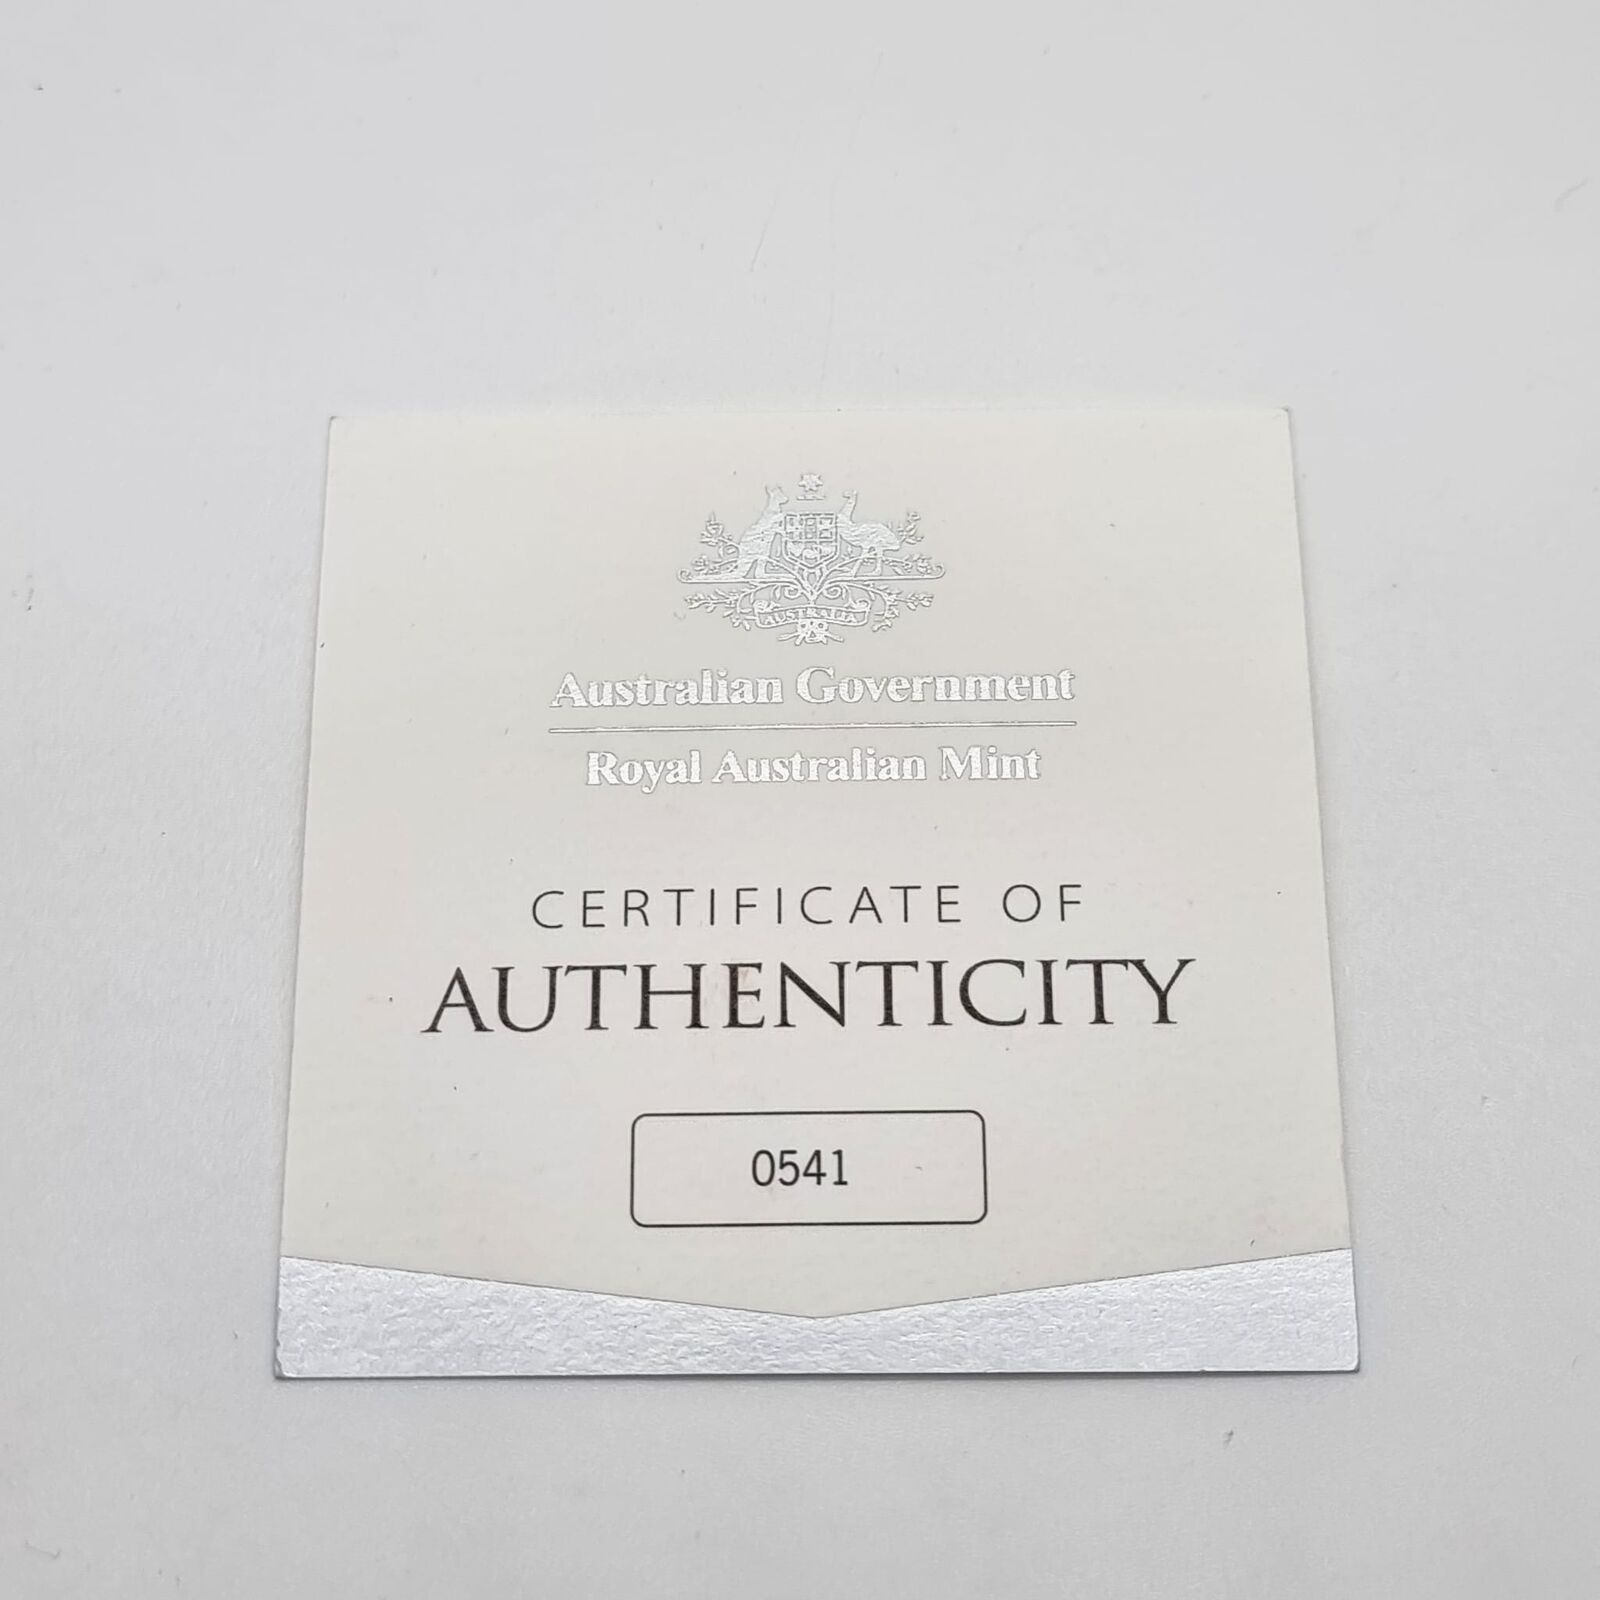 AUSTRALIA
Australian Government
Royal Australian Mint
CERTIFICATE OF
AUTHENTICITY
0541